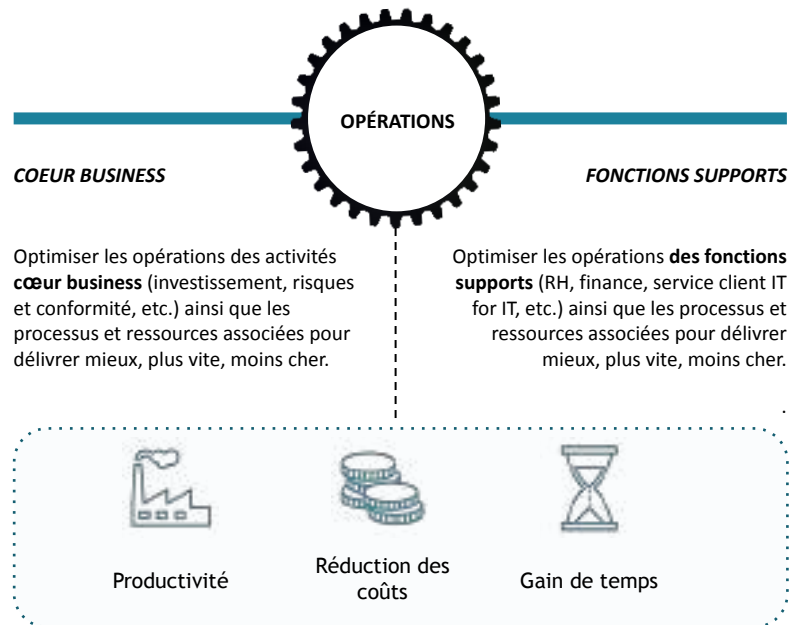 OPÉRATIONS
COEUR BUSINESS
Optimiser les opérations des activités
cœur business (investissement, risques
et conformité, etc.) ainsi que les
processus et ressources associées pour
délivrer mieux, plus vite, moins cher.
FONCTIONS SUPPORTS
Optimiser les opérations des fonctions
supports (RH, finance, service client IT
for IT, etc.) ainsi que les processus et
ressources associées pour délivrer
mieux, plus vite, moins cher.
.
Productivité
Réduction des
coûts
Gain de temps